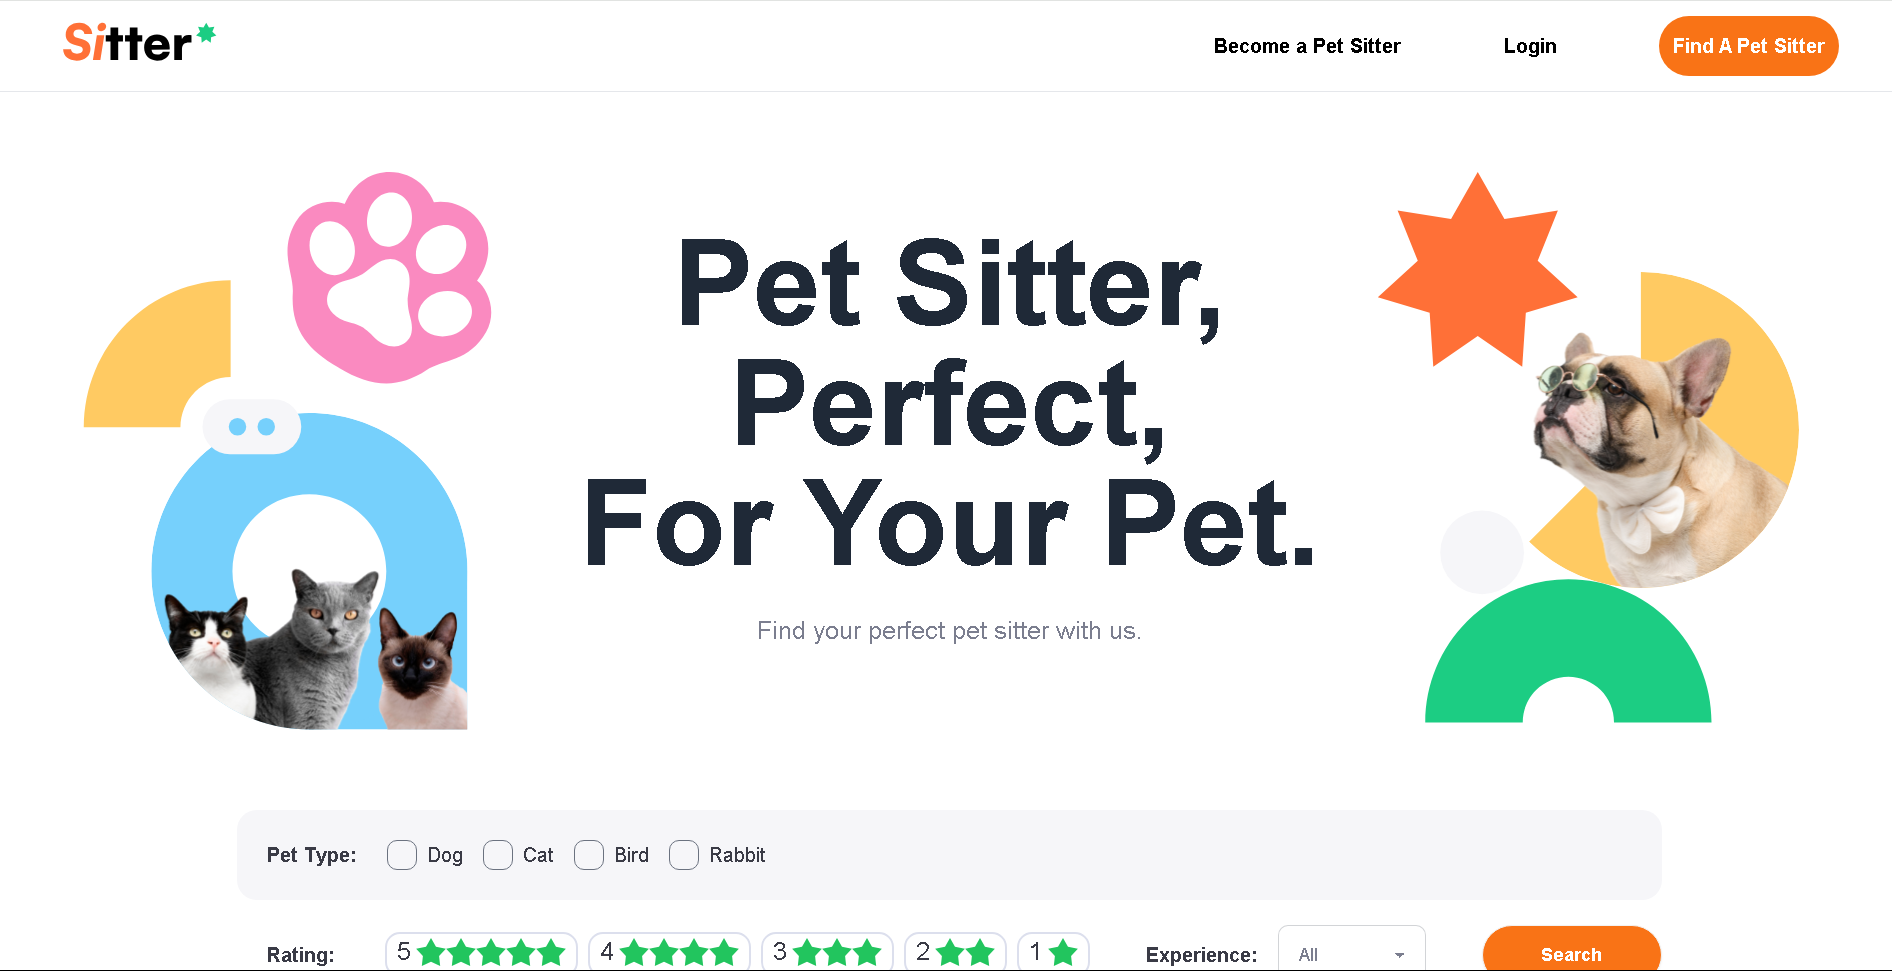 Sitter
Become a Pet Sitter
Login
Find A Pet Sitter
Pet Sitter,
Perfect,
For Your Pet.
Find your perfect pet sitter with us.
Pet Type: Dog Cat Bird Rabbit
Rating: 5 4 3 2 1 Experience: All Search